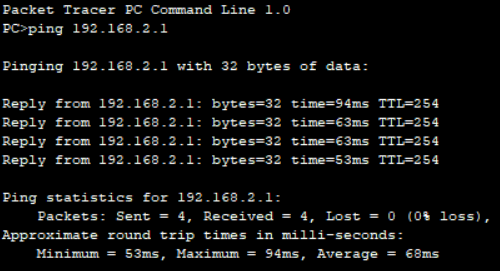 Packet Tracer PC Command Line 1.0
PC>ping 192.168.2.1
Pinging 192.168.2.1 with 32 bytes of data:
Reply from 192.168.2.1: bytes=32 time=94ms TTL=254
Reply from 192.168.2.1: bytes=32 time=63ms TTL=254
Reply from 192.168.2.1: bytes=32 time=63ms TTL=254
Reply from 192.168.2.1: bytes=32 time=53ms TTL=254
Ping statistics for 192.168.2.1:
Packets: Sent = 4, Received = 4, Lost = 0 (0% loss),
Approximate round trip times in milli-seconds:
Minimum = 53ms, Maximum = 94ms, Average = 68ms